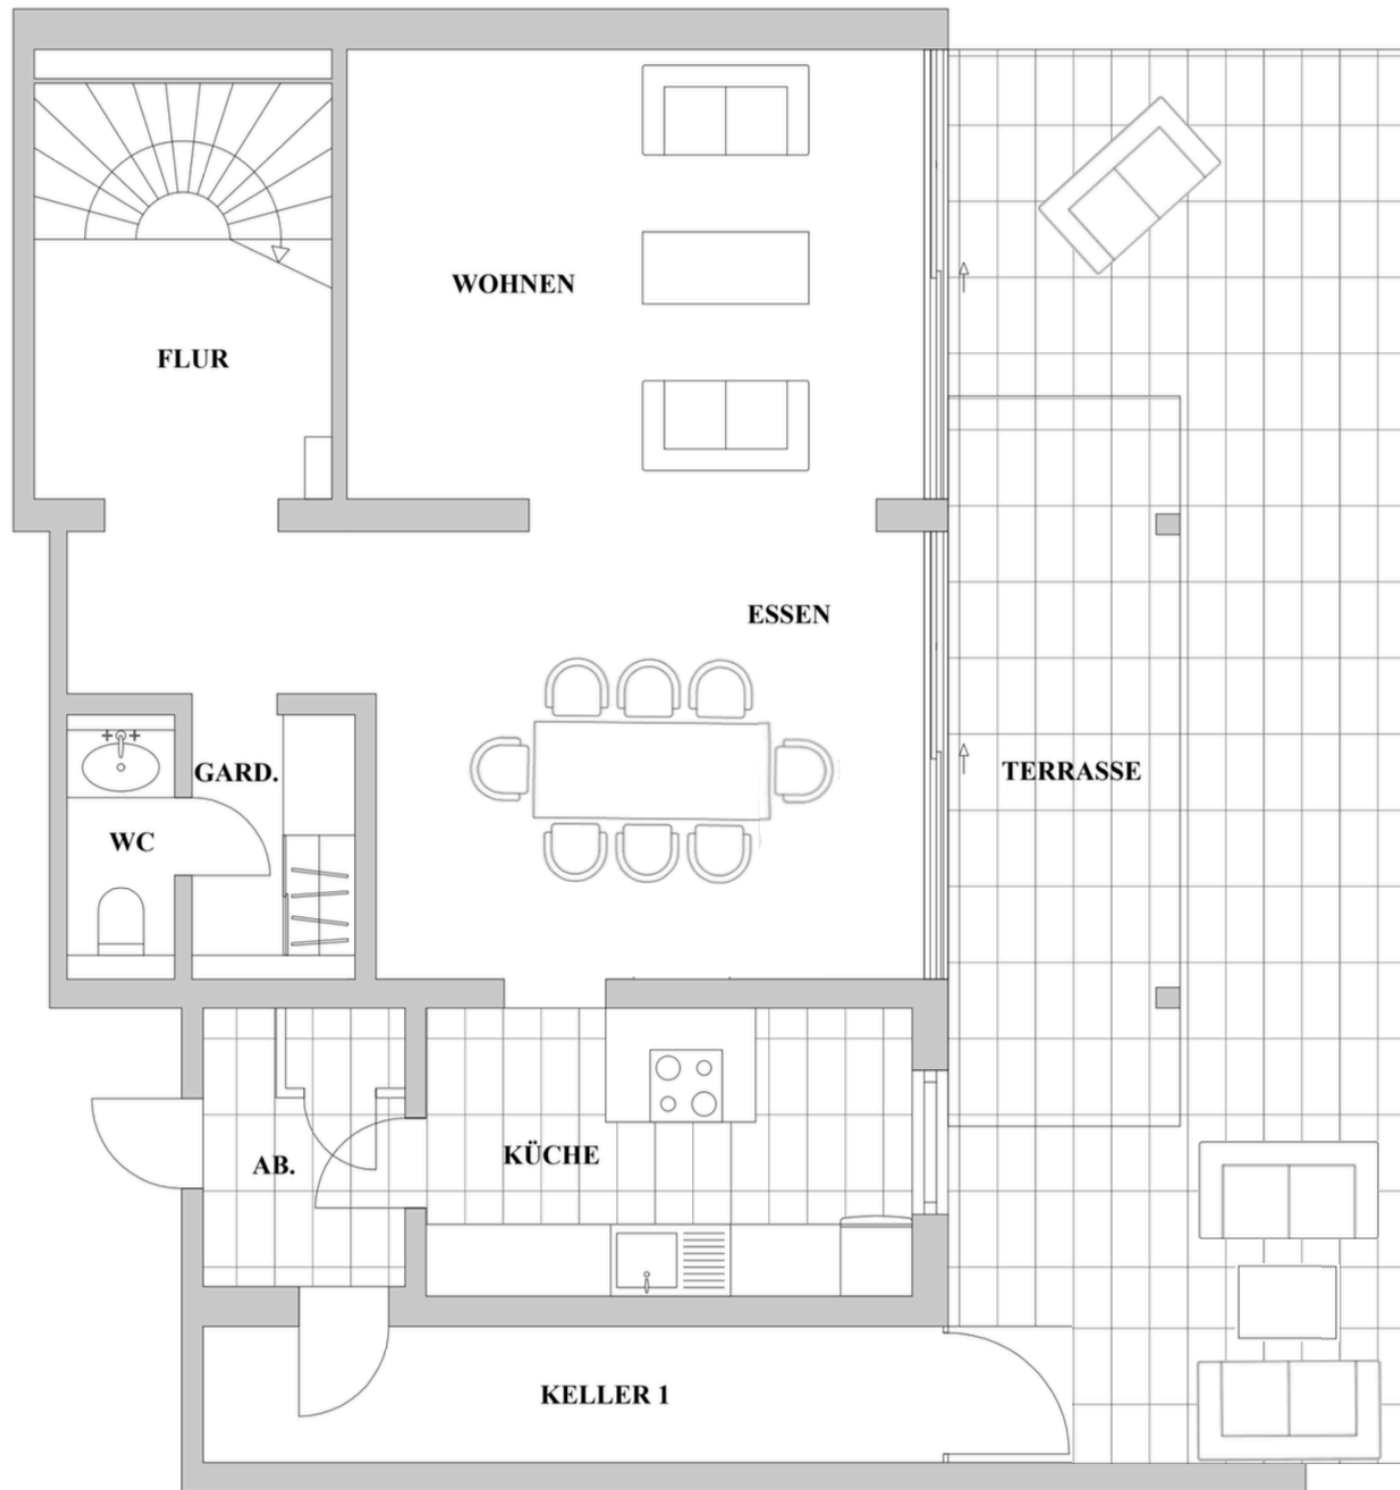 WOHNEN
FLUR
ESSEN
TERRASSE
GARD.
WC
KÜCHE
AB.
KELLER 1